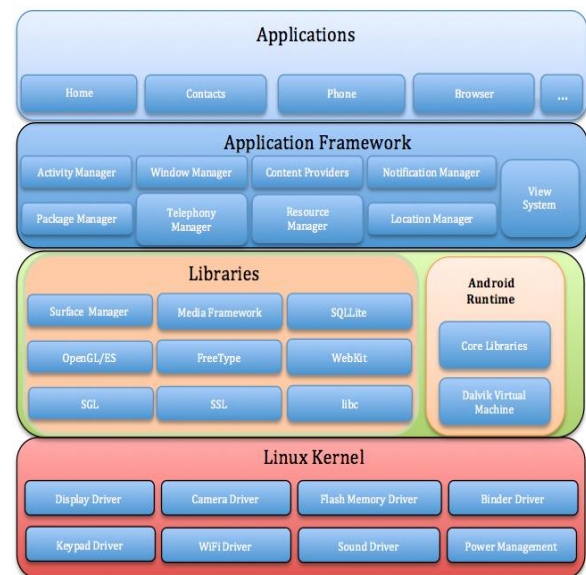 Applications
Home
Contacts
Phone
Browser
...
Application Framework
Activity Manager
Window Manager
Content Providers
Notification Manager
View
System
Package Manager
Telephony
Manager
Resource
Manager
Location Manager
Libraries
Surface Manager
Media Framework
SQLLite
OpenGL/ES
FreeType
WebKit
SGL
SSL
libc
Android
Runtime
Core Libraries
Dalvik Virtual
Machine
Linux Kernel
Display Driver
Camera Driver
Flash Memory Driver
Binder Driver
Keypad Driver
WiFi Driver
Sound Driver
Power Management